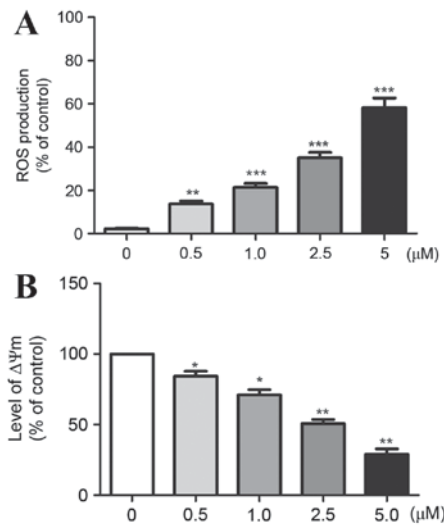 A
ROS production
(% of control)
100
80
60
40
20
0
**
***
***
***
0 0.5 1.0 2.5 5 (μM)
B
Level of ΔΨm
(% of control)
150
100
50
0
*
*
**
**
0 0.5 1.0 2.5 5.0 (μM)